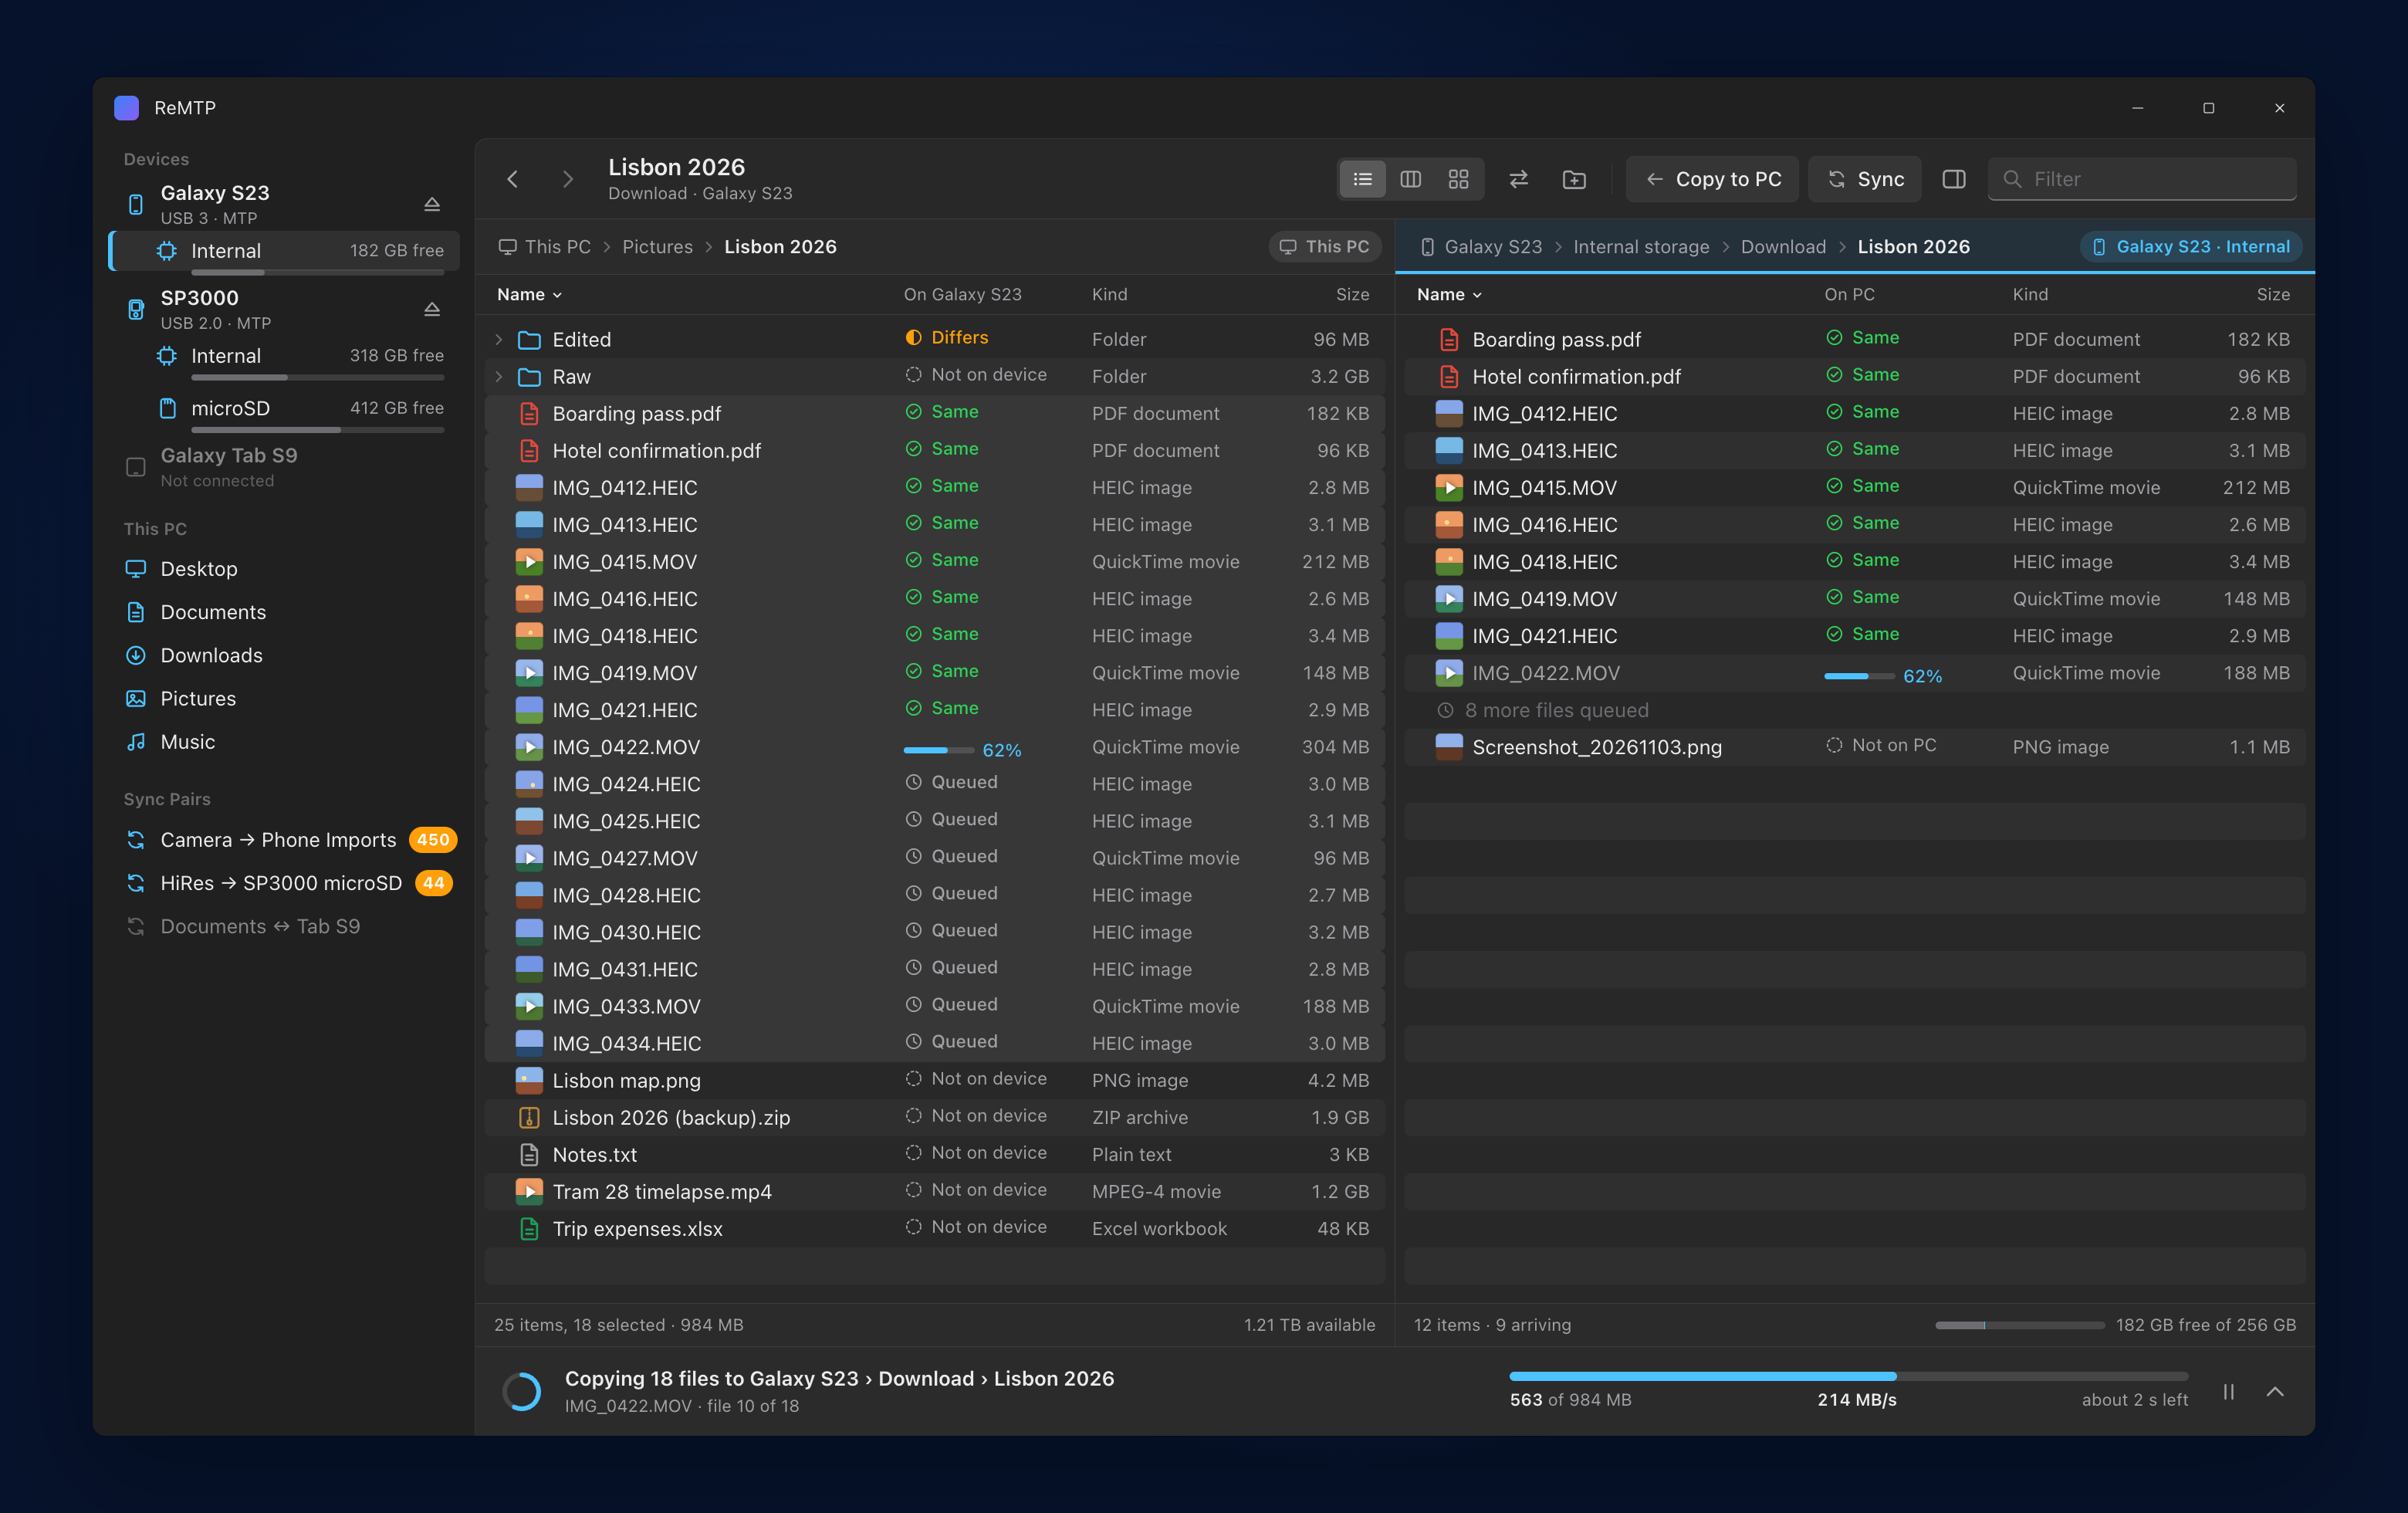 ReMTP
Devices
Galaxy S23
USB 3 · MTP
Internal 182 GB free
SP3000
USB 2.0 · MTP
Internal 318 GB free
microSD 412 GB free
Galaxy Tab S9
Not connected
This PC
Desktop
Documents
Downloads
Pictures
Music
Sync Pairs
Camera → Phone Imports 450
HiRes → SP3000 microSD 44
Documents ↔ Tab S9
Lisbon 2026
Download · Galaxy S23
Copy to PC
Sync
Filter
This PC > Pictures > Lisbon 2026
This PC
Name On Galaxy S23 Kind Size
Edited Differs Folder 96 MB
Raw Not on device Folder 3.2 GB
Boarding pass.pdf Same PDF document 182 KB
Hotel confirmation.pdf Same PDF document 96 KB
IMG_0412.HEIC Same HEIC image 2.8 MB
IMG_0413.HEIC Same HEIC image 3.1 MB
IMG_0415.MOV Same QuickTime movie 212 MB
IMG_0416.HEIC Same HEIC image 2.6 MB
IMG_0418.HEIC Same HEIC image 3.4 MB
IMG_0419.MOV Same QuickTime movie 148 MB
IMG_0421.HEIC Same HEIC image 2.9 MB
IMG_0422.MOV 62% QuickTime movie 304 MB
IMG_0424.HEIC Queued HEIC image 3.0 MB
IMG_0425.HEIC Queued HEIC image 3.1 MB
IMG_0427.MOV Queued QuickTime movie 96 MB
IMG_0428.HEIC Queued HEIC image 2.7 MB
IMG_0430.HEIC Queued HEIC image 3.2 MB
IMG_0431.HEIC Queued HEIC image 2.8 MB
IMG_0433.MOV Queued QuickTime movie 188 MB
IMG_0434.HEIC Queued HEIC image 3.0 MB
Lisbon map.png Not on device PNG image 4.2 MB
Lisbon 2026 (backup).zip Not on device ZIP archive 1.9 GB
Notes.txt Not on device Plain text 3 KB
Tram 28 timelapse.mp4 Not on device MPEG-4 movie 1.2 GB
Trip expenses.xlsx Not on device Excel workbook 48 KB
25 items, 18 selected · 984 MB
1.21 TB available
Galaxy S23 > Internal storage > Download > Lisbon 2026
Galaxy S23 · Internal
Name On PC Kind Size
Boarding pass.pdf Same PDF document 182 KB
Hotel confirmation.pdf Same PDF document 96 KB
IMG_0412.HEIC Same HEIC image 2.8 MB
IMG_0413.HEIC Same HEIC image 3.1 MB
IMG_0415.MOV Same QuickTime movie 212 MB
IMG_0416.HEIC Same HEIC image 2.6 MB
IMG_0418.HEIC Same HEIC image 3.4 MB
IMG_0419.MOV Same QuickTime movie 148 MB
IMG_0421.HEIC Same HEIC image 2.9 MB
IMG_0422.MOV 62% QuickTime movie 188 MB
8 more files queued
Screenshot_20261103.png Not on PC PNG image 1.1 MB
12 items · 9 arriving
182 GB free of 256 GB
Copying 18 files to Galaxy S23 › Download › Lisbon 2026
IMG_0422.MOV · file 10 of 18
563 of 984 MB
214 MB/s
about 2 s left